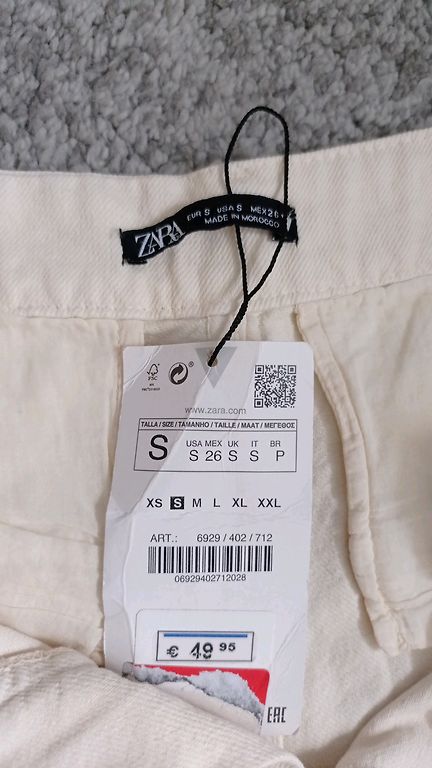 ZARA
EUR S USA S MEX 26
MADE IN MOROCCO
FSC
www.zara.com
TALLA / SIZE / TAMANHO / TAILLE / MAAT / ΜΕΓΕΘΟΣ
S
USA MEX UK IT BR
S 26 S S P
XS S M L XL XXL
ART.: 6929 / 402 / 712
06929402712028
€ 49 95
EAC